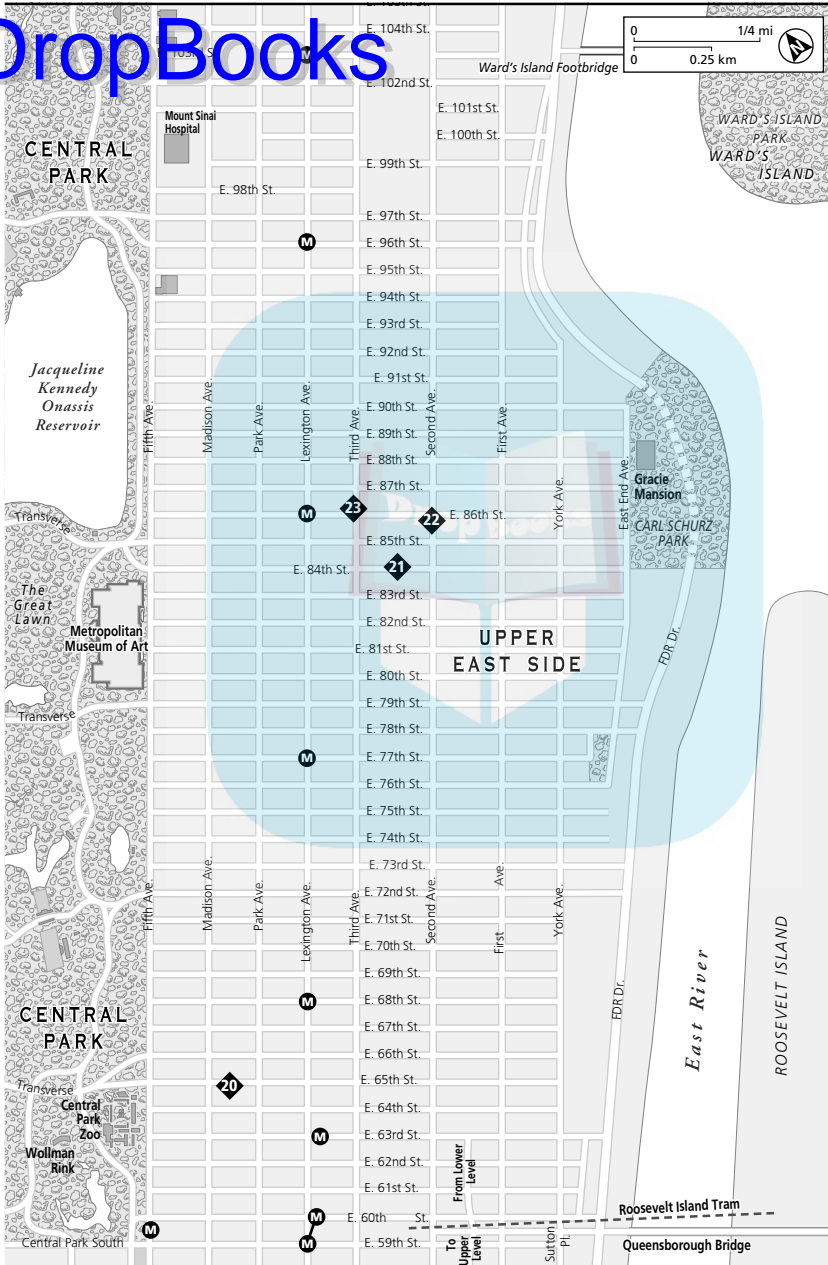 E. 104th St.
DropBooks
M
E. 103rd S
0 1/4 mi
0 0.25 km
N
Ward's Island Footbridge
E. 102nd St.
E. 101st St.
E. 100th St.
Mount Sinai
Hospital
WARD'S ISLAND
PARK
WARD'S
ISLAND
CENTRAL
PARK
E. 99th St.
E. 98th St.
E. 97th St.
M
E. 96th St.
E. 95th St.
E. 94th St.
E. 93rd St.
E. 92nd St.
E. 91st St.
Jacqueline
Kennedy
Onassis
Reservoir
Fifth Ave.
Madison Ave.
Park Ave.
Lexington Ave.
Third Ave.
Second Ave.
First Ave.
York Ave.
East End Ave.
E. 90th St.
E. 89th St.
E. 88th St.
E. 87th St.
Gracie
Mansion
CARL SCHURZ
PARK
Transverse
M
23
22
E. 86th St.
DropBooks
E. 85th St.
E. 84th St.
21
E. 83rd St.
The
Great
Lawn
Metropolitan
Museum of Art
E. 82nd St.
E. 81st St.
UPPER
EAST SIDE
FDR Dr.
E. 80th St.
E. 79th St.
Transverse
E. 78th St.
M
E. 77th St.
E. 76th St.
E. 75th St.
E. 74th St.
E. 73rd St.
E. 72nd St.
Fifth Ave.
Madison Ave.
Park Ave.
Lexington Ave.
Third Ave.
Second Ave.
First Ave.
York Ave.
E. 71st St.
E. 70th St.
E. 69th St.
M
E. 68th St.
FDR Dr.
East River
ROOSEVELT ISLAND
CENTRAL
PARK
E. 67th St.
E. 66th St.
E. 65th St.
20
Transverse
Central
Park
Zoo
E. 64th St.
M
E. 63rd St.
Wollman
Rink
E. 62nd St.
From Lower
Level
E. 61st St.
M
E. 60th St.
Roosevelt Island Tram
M
Central Park South
M
E. 59th St.
To
Upper
Level
Sutton
Pl.
Queensborough Bridge